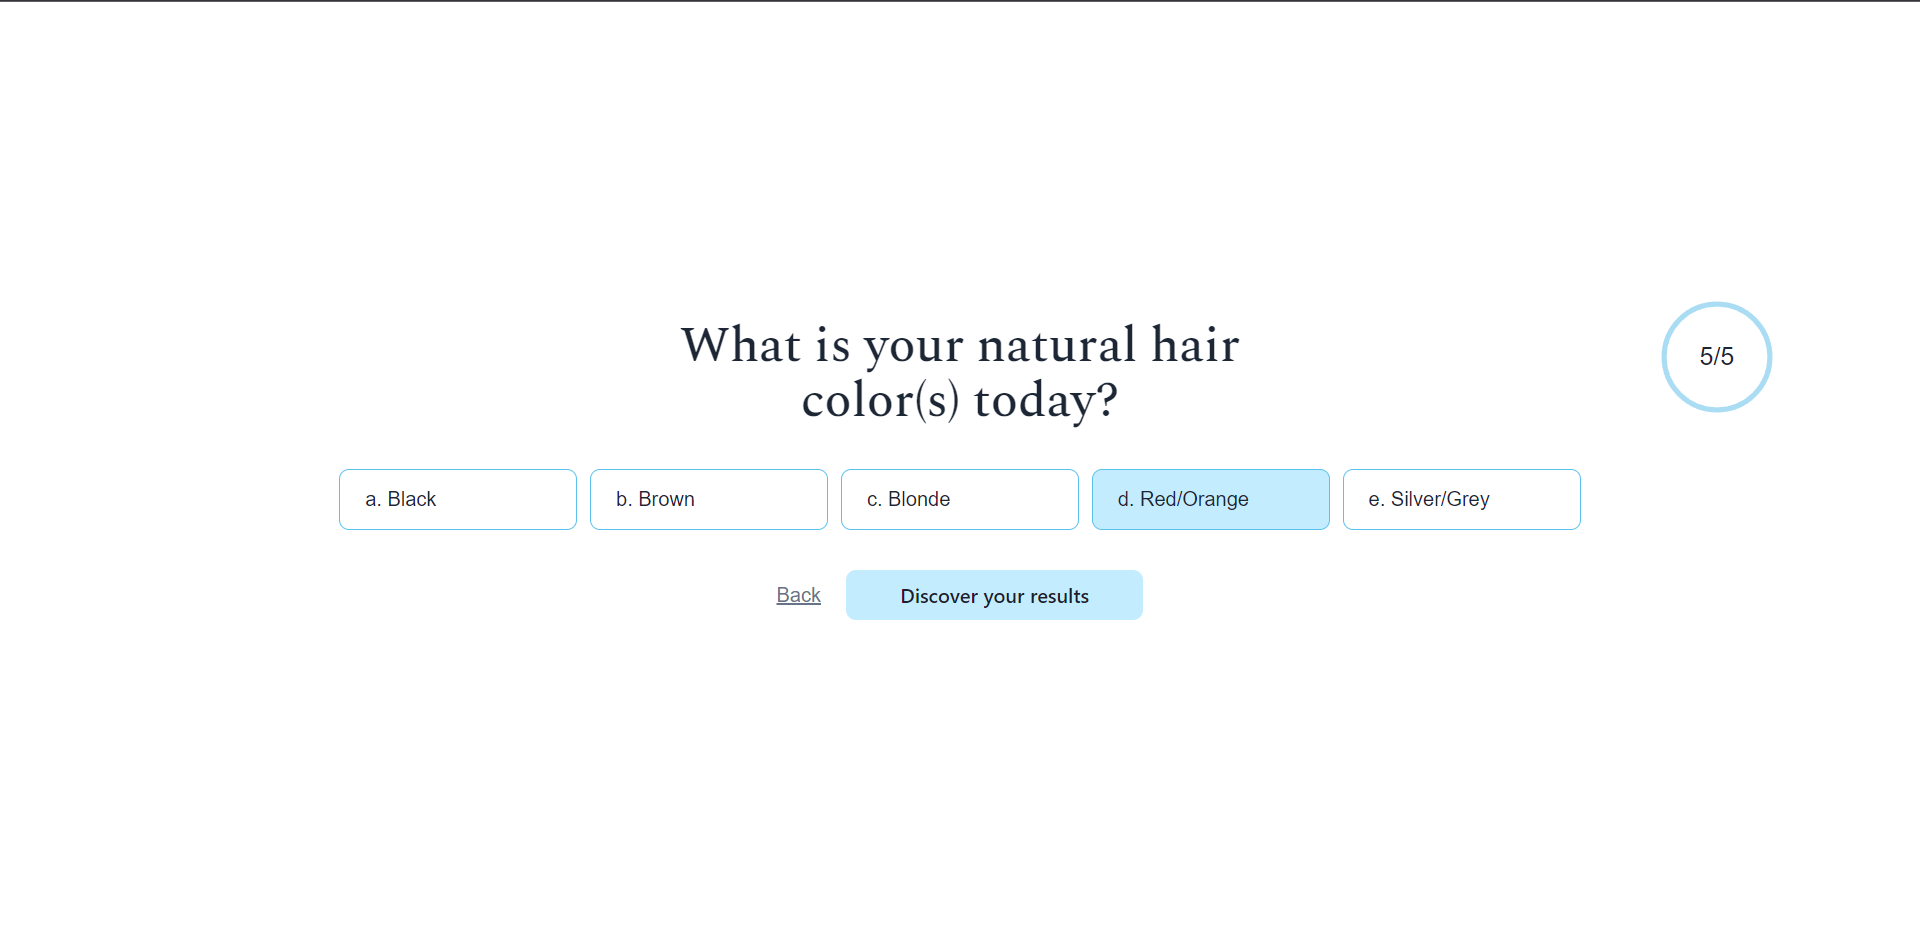 What is your natural hair
color(s) today?
5/5
a. Black
b. Brown
c. Blonde
d. Red/Orange
e. Silver/Grey
Back
Discover your results